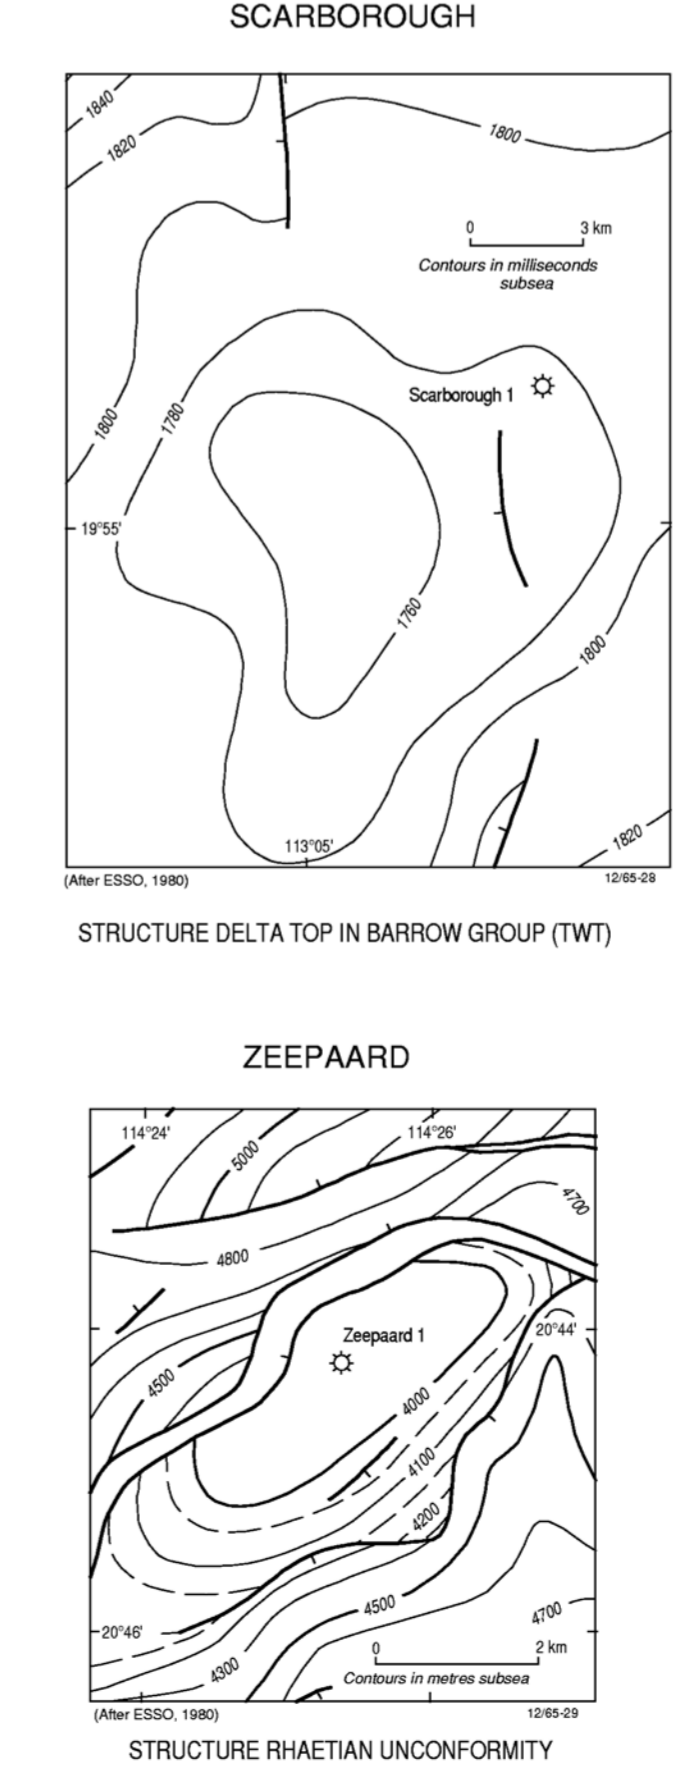 SCARBOROUGH
1840
1820
1800
0 3 km
Contours in milliseconds
subsea
Scarborough 1
1780
1800
19°55'
1760
1800
113°05'
1820
(After ESSO, 1980) 12/65-28
STRUCTURE DELTA TOP IN BARROW GROUP (TWT)
ZEEPAARD
114°24' 114°26'
5000
4700
4800
Zeepaard 1
20°44'
4500
4000
4100
4200
4500
4700
20°46'
4300
0 2 km
Contours in metres subsea
(After ESSO, 1980) 12/65-29
STRUCTURE RHAETIAN UNCONFORMITY